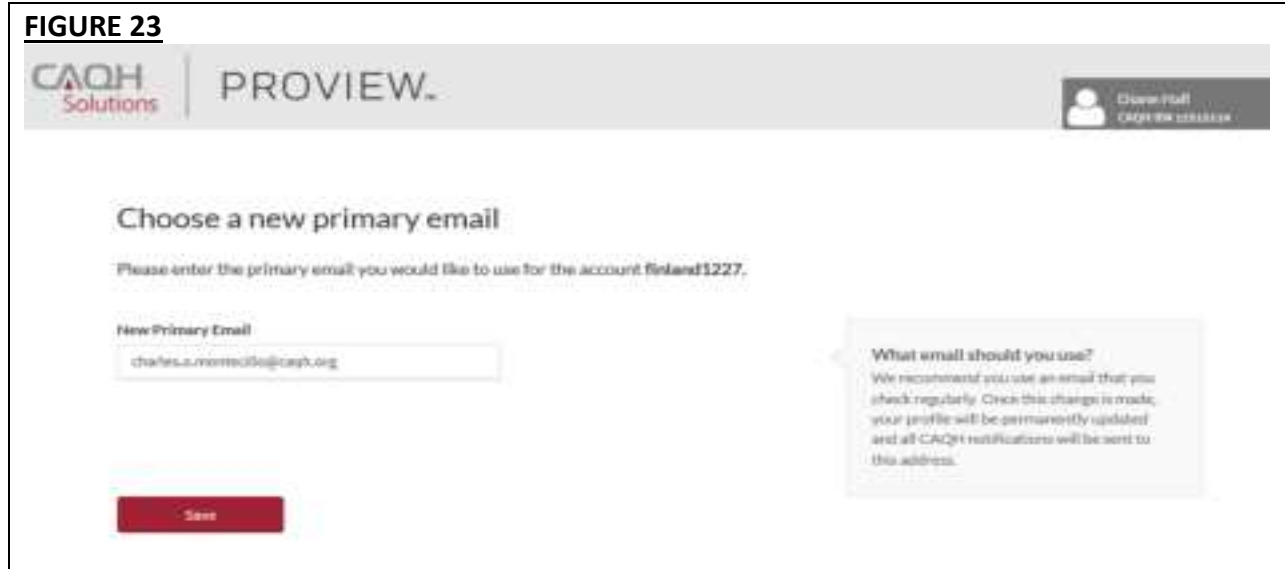 FIGURE 23
CAQH
Solutions
PROVIEW
Hall
CAQH ID#
Choose a new primary email
Please enter the primary email you would like to use for the account finland1227.
New Primary Email
What email should you use?
We recommend you use an email that you
check regularly. Once this change is made,
your profile will be permanently updated
and all CAQH notifications will be sent to
this address.
Save